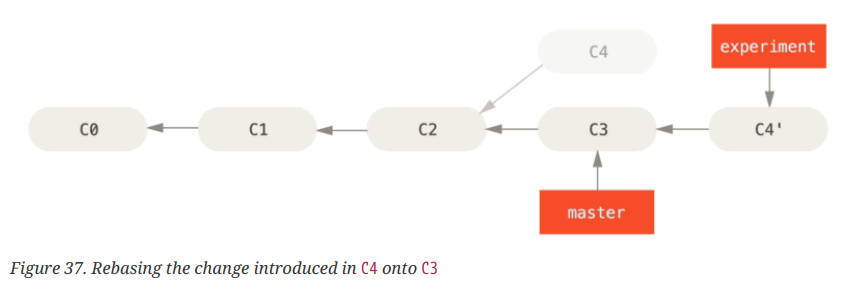 C4
experiment
C0
C1
C2
C3
C4'
master
Figure 37. Rebasing the change introduced in C4 onto C3